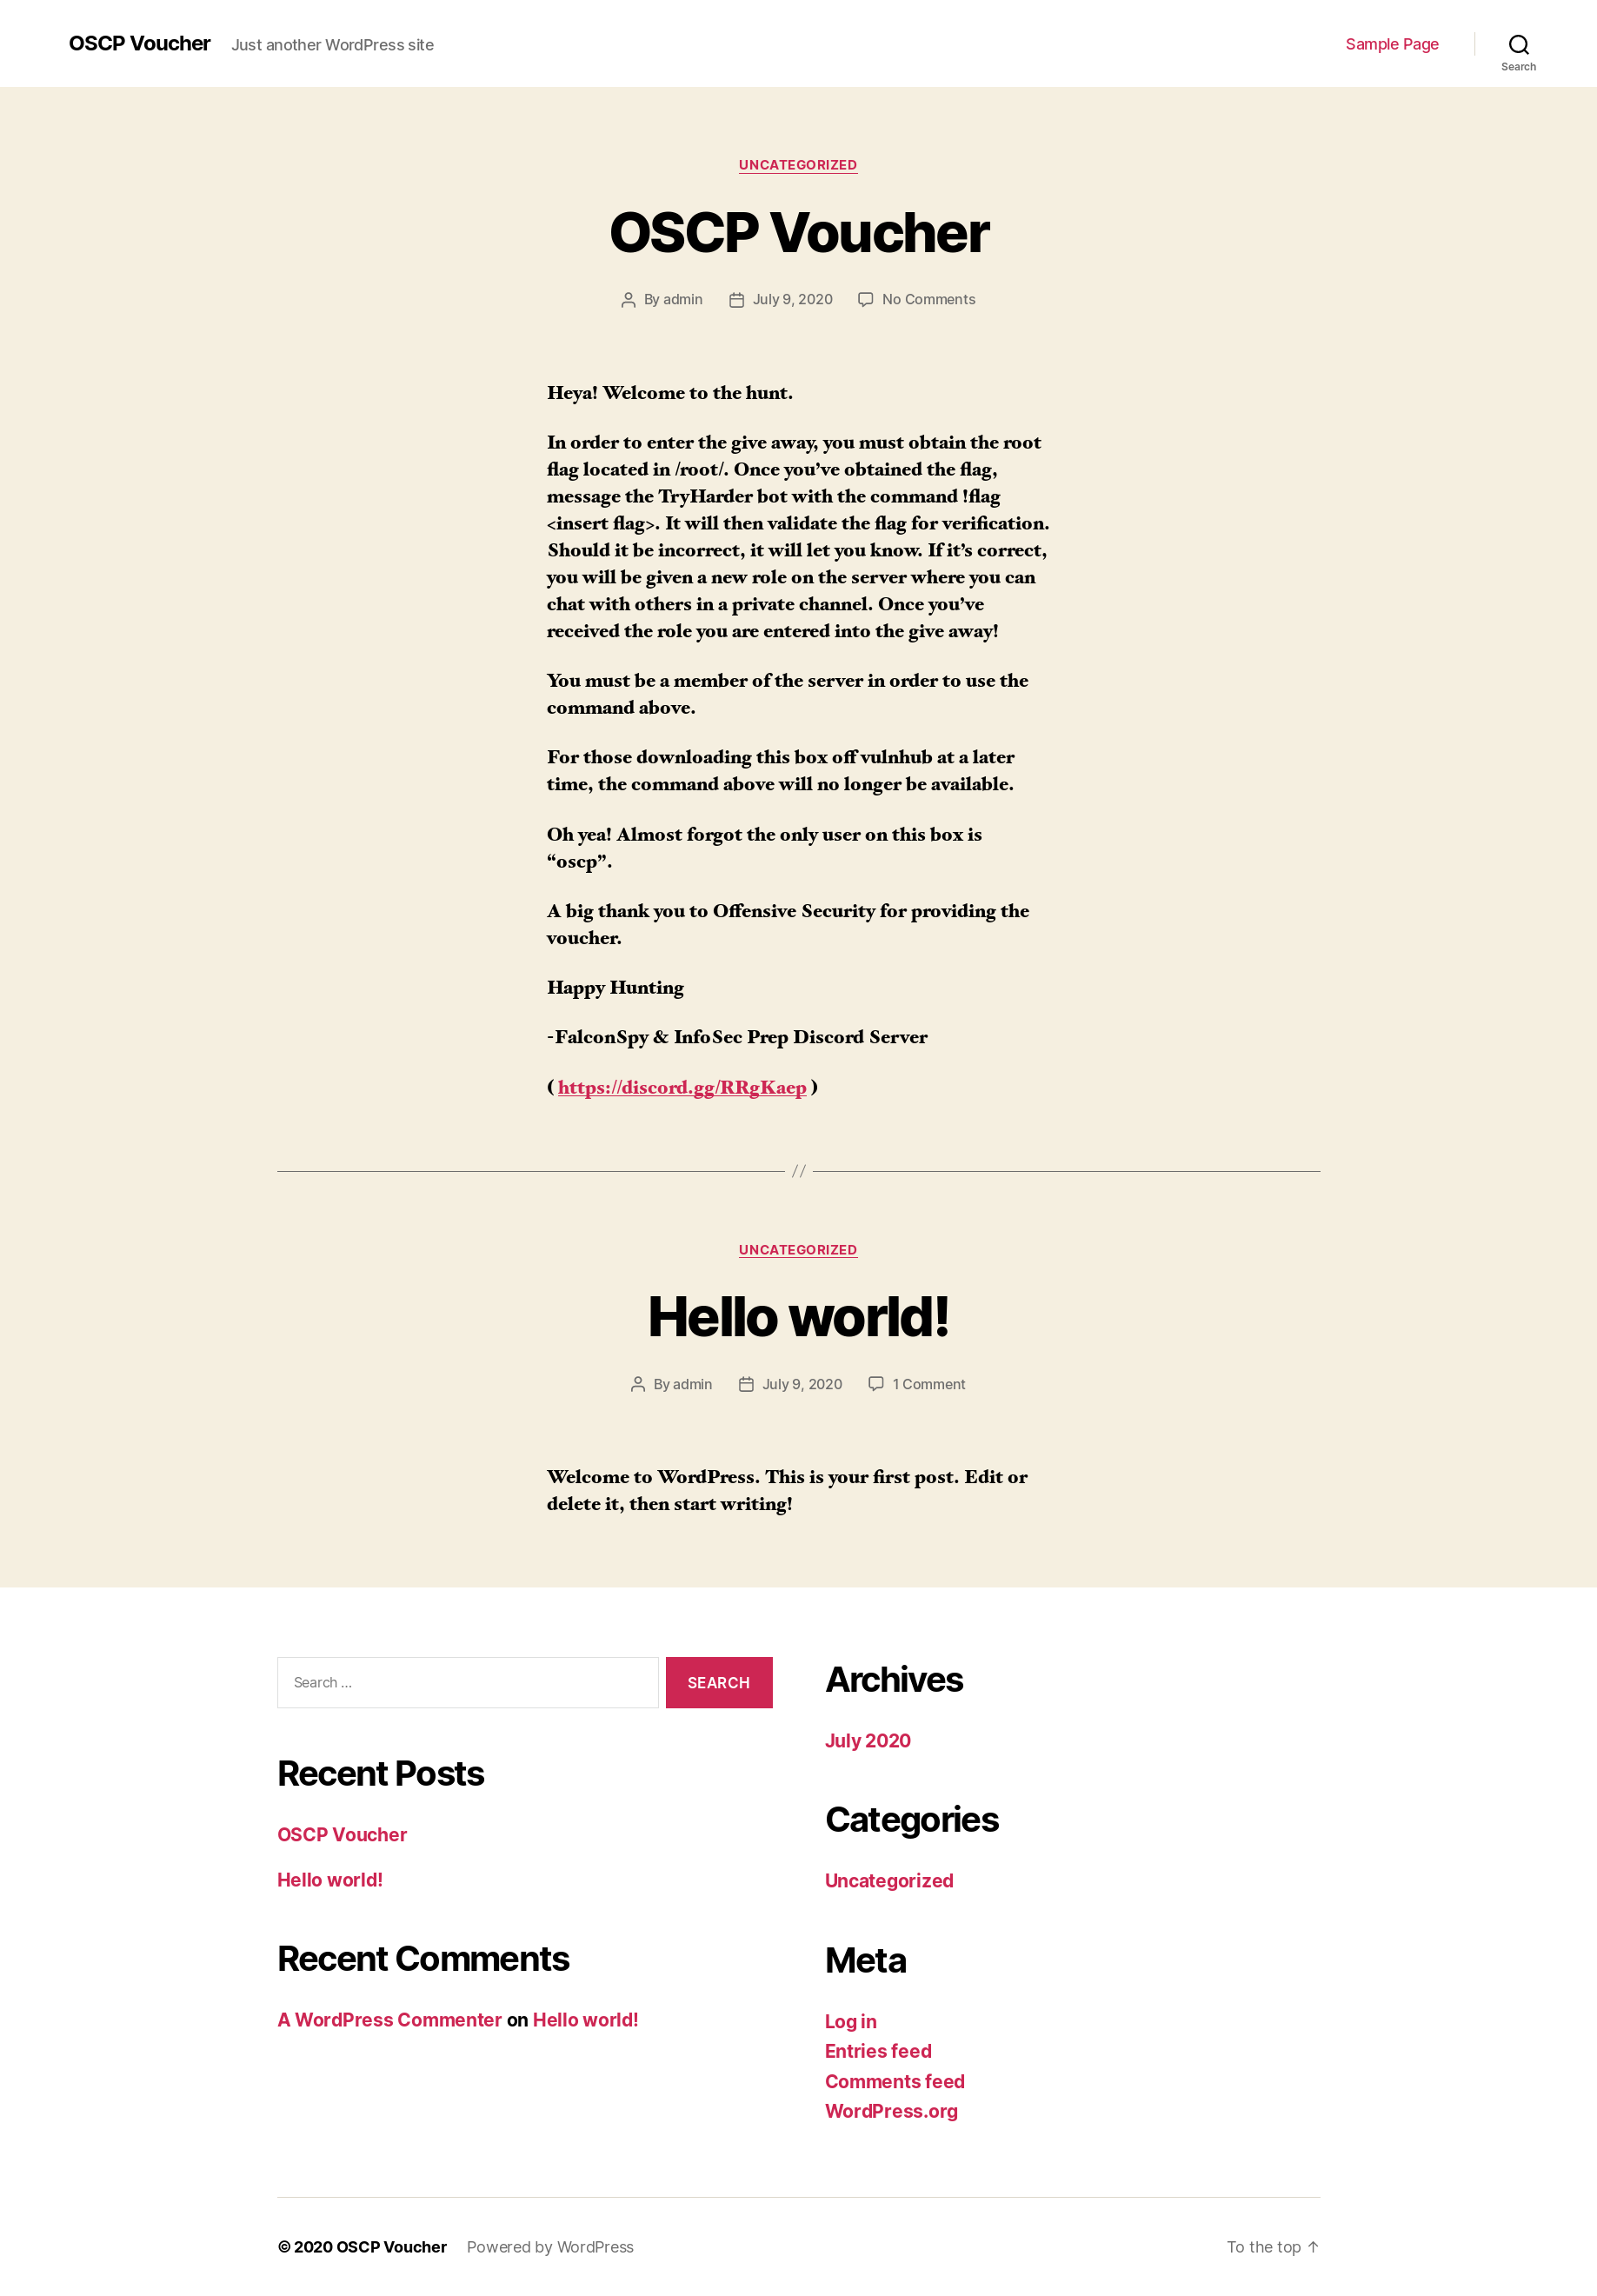 OSCP Voucher
Just another WordPress site
Sample Page
Search
UNCATEGORIZED
OSCP Voucher
By admin
July 9, 2020
No Comments
Heya! Welcome to the hunt.
In order to enter the give away, you must obtain the root
flag located in /root/. Once you’ve obtained the flag,
message the TryHarder bot with the command !flag
<insert flag>. It will then validate the flag for verification.
Should it be incorrect, it will let you know. If it’s correct,
you will be given a new role on the server where you can
chat with others in a private channel. Once you’ve
received the role you are entered into the give away!
You must be a member of the server in order to use the
command above.
For those downloading this box off vulnhub at a later
time, the command above will no longer be available.
Oh yea! Almost forgot the only user on this box is
“oscp”.
A big thank you to Offensive Security for providing the
voucher.
Happy Hunting
-FalconSpy & InfoSec Prep Discord Server
( https://discord.gg/RRgKaep )
//
UNCATEGORIZED
Hello world!
By admin
July 9, 2020
1 Comment
Welcome to WordPress. This is your first post. Edit or
delete it, then start writing!
Search …
SEARCH
Recent Posts
OSCP Voucher
Hello world!
Recent Comments
A WordPress Commenter on Hello world!
Archives
July 2020
Categories
Uncategorized
Meta
Log in
Entries feed
Comments feed
WordPress.org
© 2020 OSCP Voucher
Powered by WordPress
To the top ↑